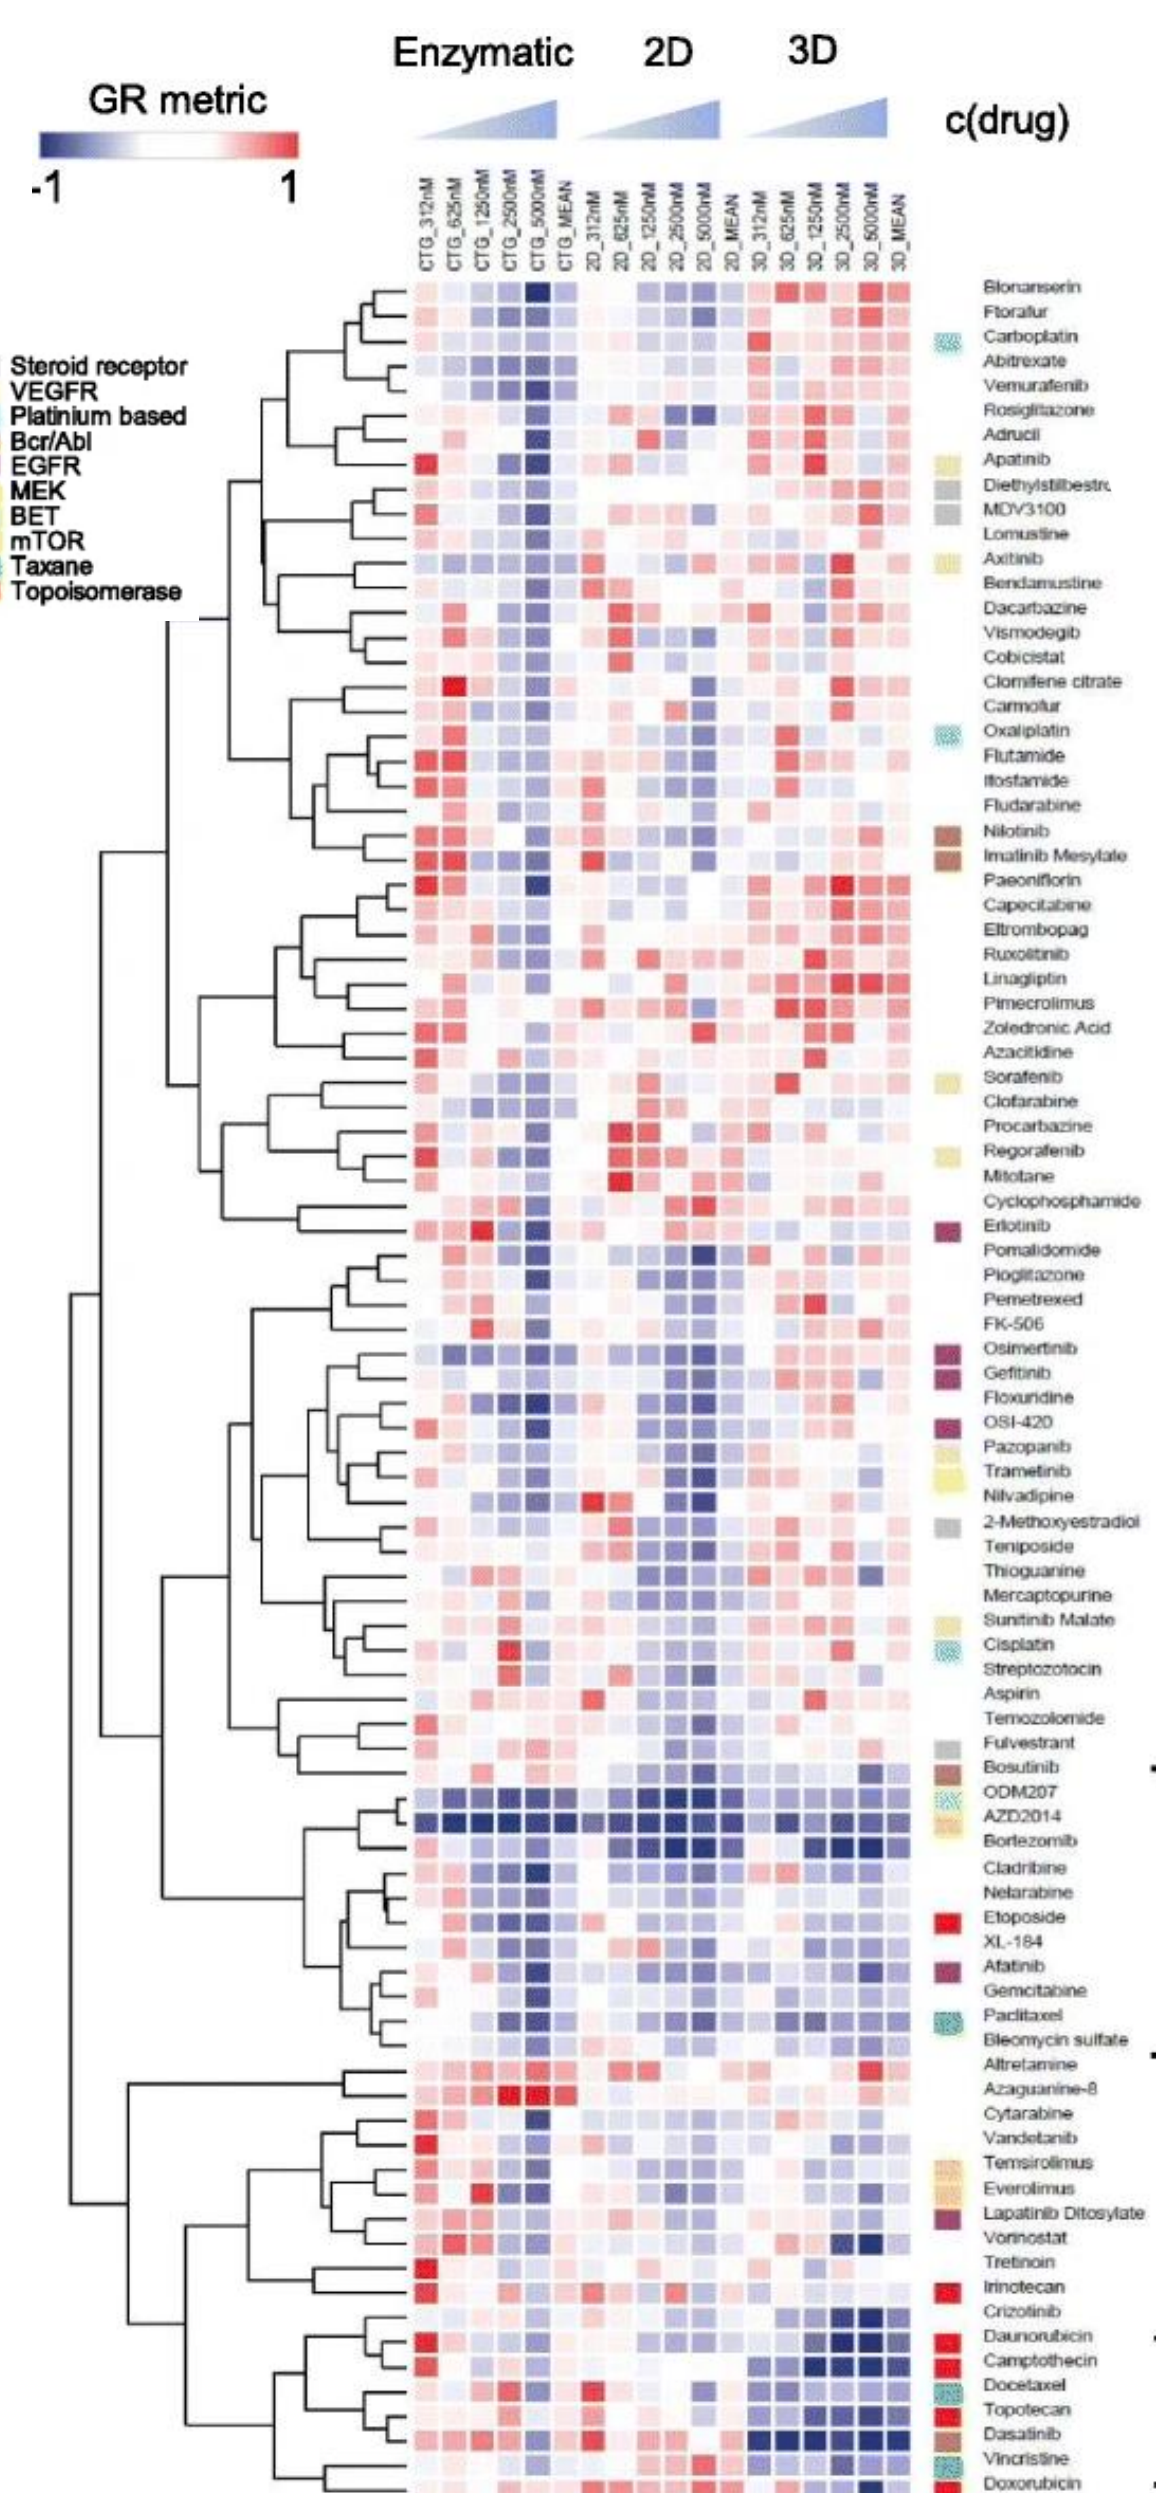 Enzymatic 2D 3D
GR metric
c(drug)
-1 1
CTG_312nM
CTG_625nM
CTG_1250nM
CTG_2500nM
CTG_5000nM
CTG_MEAN
2D_312nM
2D_625nM
2D_1250nM
2D_2500nM
2D_5000nM
2D_MEAN
3D_312nM
3D_625nM
3D_1250nM
3D_2500nM
3D_5000nM
3D_MEAN
Steroid receptor
VEGFR
Platinium based
Bcr/Abl
EGFR
MEK
BET
mTOR
Taxane
Topoisomerase
Blonanserin
Ftorafur
Carboplatin
Abitrexate
Vemurafenib
Rosiglitazone
Adrucil
Apatinib
Diethylstilbestrc
MDV3100
Lomustine
Axitinib
Bendamustine
Dacarbazine
Vismodegib
Cobicistat
Clomifene citrate
Carmofur
Oxaliplatin
Flutamide
Ifosfamide
Fludarabine
Nilotinib
Imatinib Mesylate
Paeoniflorin
Capecitabine
Eltrombopag
Ruxolitinib
Linagliptin
Pimecrolimus
Zoledronic Acid
Azacitidine
Sorafenib
Clofarabine
Procarbazine
Regorafenib
Mitotane
Cyclophosphamide
Erlotinib
Pomalidomide
Pioglitazone
Pemetrexed
FK-506
Osimertinib
Gefitinib
Floxuridine
OSI-420
Pazopanib
Trametinib
Nilvadipine
2-Methoxyestradiol
Teniposide
Thioguanine
Mercaptopurine
Sunitinib Malate
Cisplatin
Streptozotocin
Aspirin
Temozolomide
Fulvestrant
Bosutinib
ODM207
AZD2014
Bortezomib
Cladribine
Nelarabine
Etoposide
XL-184
Afatinib
Gemcitabine
Paclitaxel
Bleomycin sulfate
Altretamine
Azaguanine-8
Cytarabine
Vandetanib
Temsirolimus
Everolimus
Lapatinib Ditosylate
Vorinostat
Tretinoin
Irinotecan
Crizotinib
Daunorubicin
Camptothecin
Docetaxel
Topotecan
Dasatinib
Vincristine
Doxorubicin